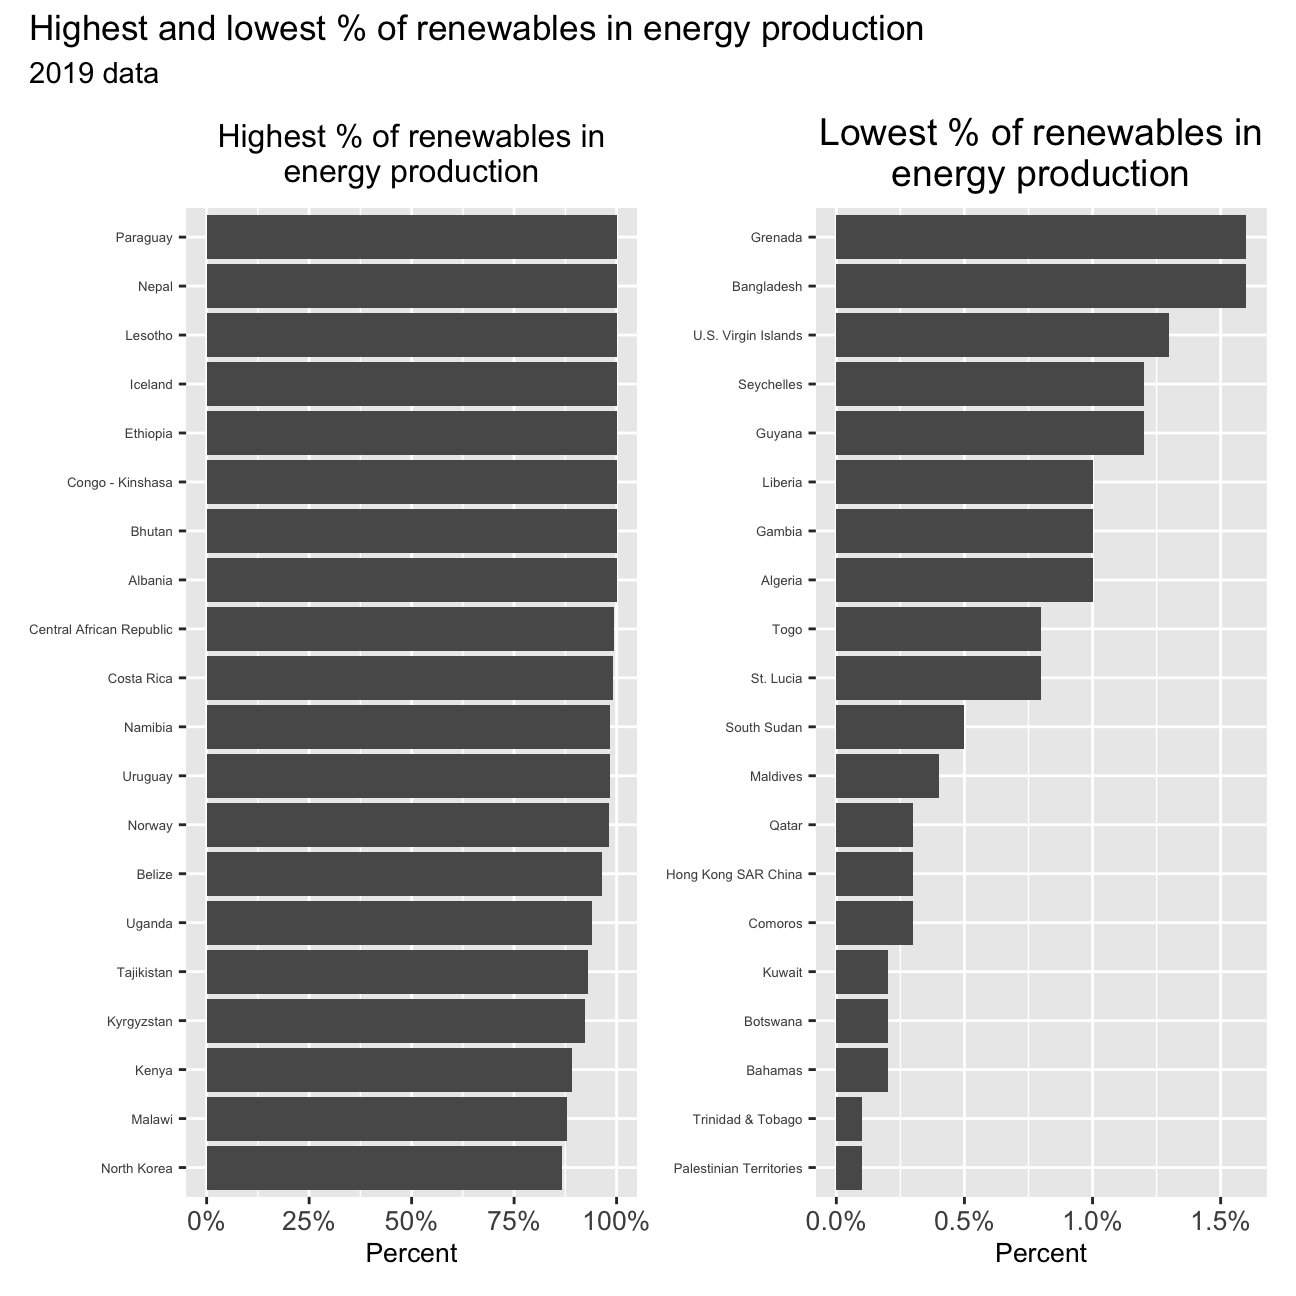 Highest and lowest % of renewables in energy production
2019 data
Highest % of renewables in
energy production
Paraguay
Nepal
Lesotho
Iceland
Ethiopia
Congo - Kinshasa
Bhutan
Albania
Central African Republic
Costa Rica
Namibia
Uruguay
Norway
Belize
Uganda
Tajikistan
Kyrgyzstan
Kenya
Malawi
North Korea
0% 25% 50% 75% 100%
Percent
Lowest % of renewables in
energy production
Grenada
Bangladesh
U.S. Virgin Islands
Seychelles
Guyana
Liberia
Gambia
Algeria
Togo
St. Lucia
South Sudan
Maldives
Qatar
Hong Kong SAR China
Comoros
Kuwait
Botswana
Bahamas
Trinidad & Tobago
Palestinian Territories
0.0% 0.5% 1.0% 1.5%
Percent